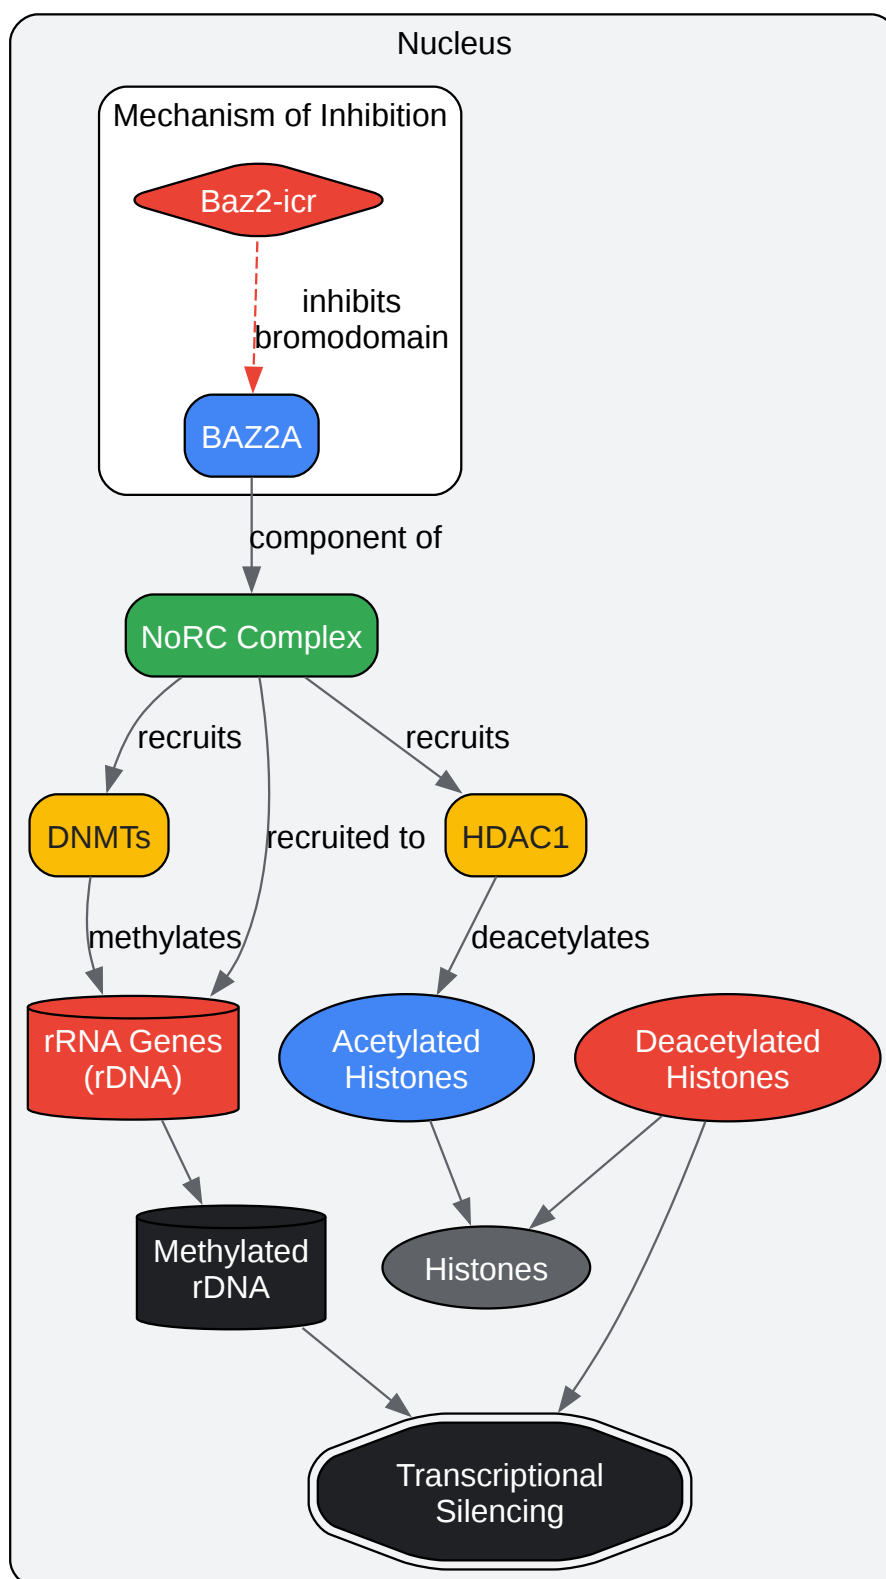 Nucleus
Mechanism of Inhibition
Baz2-icr
inhibits
bromodomain
BAZ2A
component of
NoRC Complex
recruits
recruits
DNMTs
recruited to
HDAC1
methylates
deacetylates
rRNA Genes
(rDNA)
Acetylated
Histones
Deacetylated
Histones
Methylated
rDNA
Histones
Transcriptional
Silencing